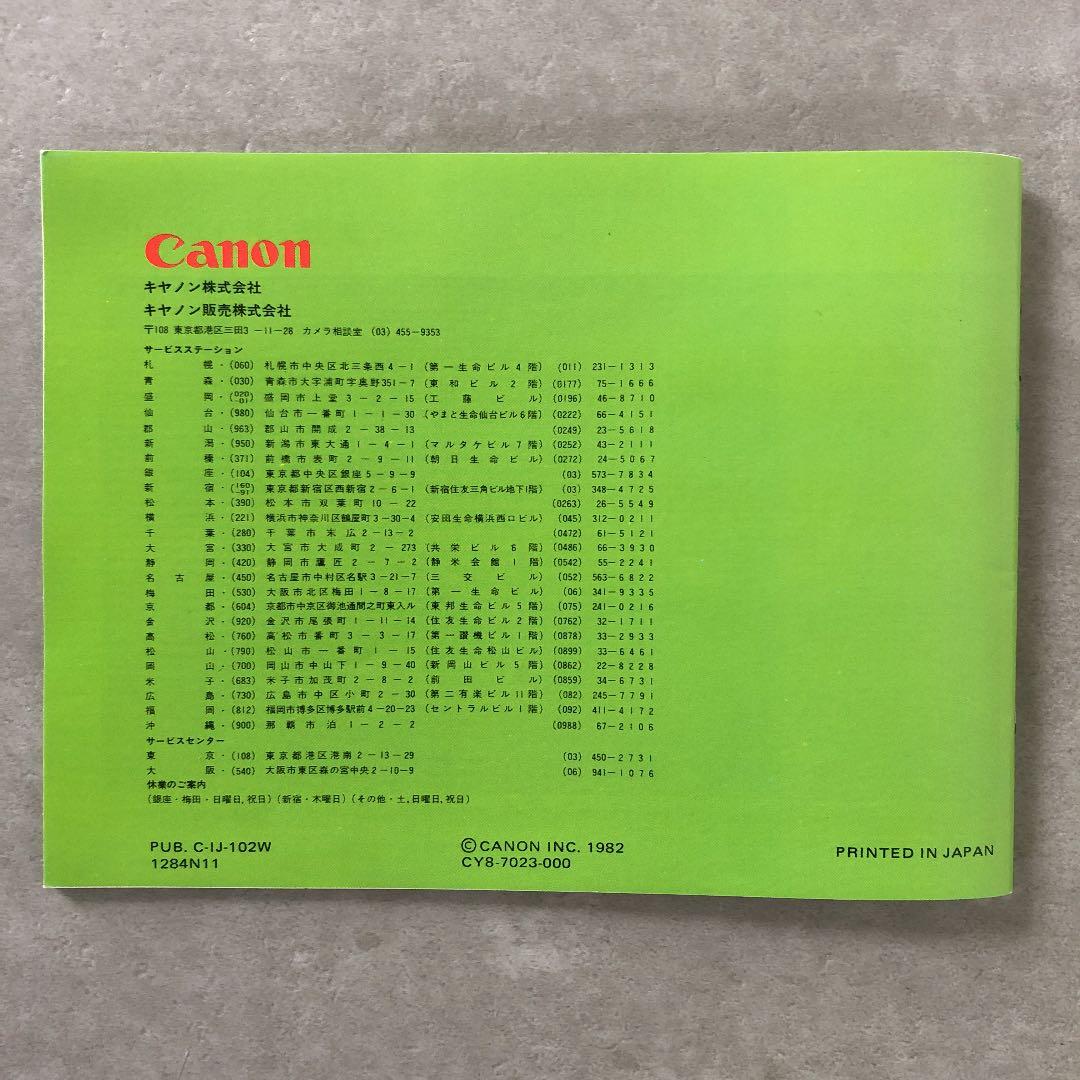 Canon
キヤノン株式会社
キヤノン販売株式会社
〒108 東京都港区三田3-11-28 カメラ相談室 (03) 455-9353
サービスステーション
札幌・(060) 札幌市中央区北三条西4-1 (第一生命ビル4階) (011) 231-1313
青森・(030) 青森市大字浦町字奥野351-7 (東和ビル2階) (0177) 75-1666
盛岡・(020-01) 盛岡市上堂3-2-15 (工藤ビル) (0196) 46-8710
仙台・(980) 仙台市一番町1-1-30 (やまと生命仙台ビル6階) (0222) 66-4151
郡山・(963) 郡山市開成2-38-13 (0249) 23-5618
新潟・(950) 新潟市東大通1-4-1 (マルタケビル7階) (0252) 43-2111
前橋・(371) 前橋市表町2-9-11 (朝日生命ビル) (0272) 24-5067
銀座・(104) 東京都中央区銀座5-9-9 (03) 573-7834
新宿・(160-91) 東京都新宿区西新宿2-6-1 (新宿住友三角ビル地下1階) (03) 348-4725
松本・(390) 松本市双葉町10-22 (0263) 26-5549
横浜・(221) 横浜市神奈川区鶴屋町3-30-4 (安田生命横浜西口ビル) (045) 312-0211
千葉・(280) 千葉市末広2-13-2 (0472) 61-5121
大宮・(330) 大宮市大成町2-273 (共栄ビル6階) (0486) 66-3930
静岡・(420) 静岡市鷹匠2-7-2 (静米会館1階) (0542) 55-2241
名古屋・(450) 名古屋市中村区名駅3-21-7 (三交ビル) (052) 563-6822
梅田・(530) 大阪市北区梅田1-8-17 (第一生命ビル) (06) 341-9335
京都・(604) 京都市中京区御池通間之町東入ル (東邦生命ビル5階) (075) 241-0216
金沢・(920) 金沢市尾張町1-11-14 (住友生命ビル2階) (0762) 32-1711
高松・(760) 高松市番町3-3-17 (第一讃機ビル1階) (0878) 33-2933
松山・(790) 松山市一番町1-15 (住友生命松山ビル) (0899) 33-6461
岡山・(700) 岡山市中山下1-9-40 (新岡山ビル5階) (0862) 22-8228
米子・(683) 米子市加茂町2-8-2 (前田ビル) (0859) 34-6731
広島・(730) 広島市中区小町2-30 (第二有楽ビル11階) (082) 245-7791
福岡・(812) 福岡市博多区博多駅前4-20-23 (セントラルビル1階) (092) 411-4172
沖縄・(900) 那覇市泊1-2-2 (0988) 67-2106
サービスセンター
東京・(108) 東京都港区港南2-13-29 (03) 450-2731
大阪・(540) 大阪市東区森の宮中央2-10-9 (06) 941-1076
休業のご案内
(銀座・梅田・日曜日,祝日)(新宿・木曜日)(その他・土,日曜日,祝日)
PUB. C-IJ-102W
1284N11
©CANON INC. 1982
CY8-7023-000
PRINTED IN JAPAN